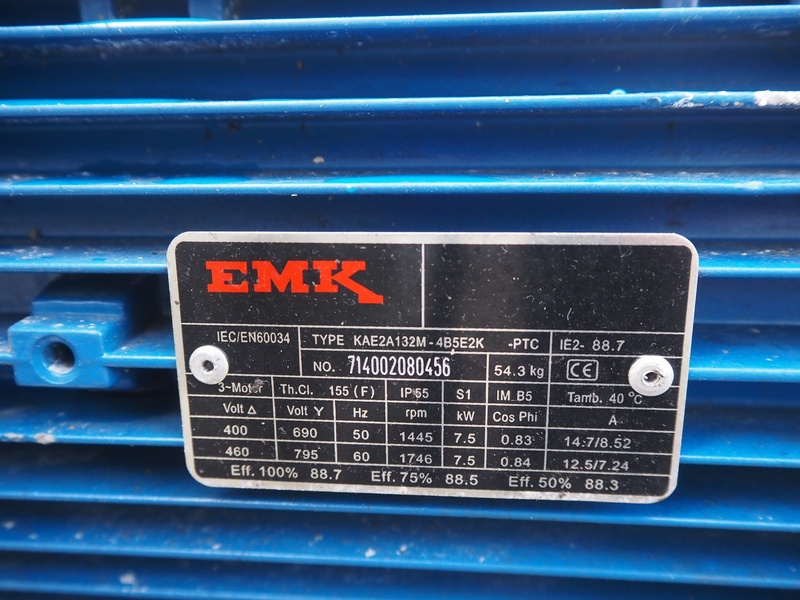 EMK
IEC/EN60034 TYPE KAE2A132M-4B5E2K -PTC IE2- 88.7
NO. 714002080456 54.3 kg CE
3~Motor Th.Cl. 155 (F) IP 55 S1 IM B5 Tamb. 40 °C
Volt Δ Volt Y Hz rpm kW Cos Phi A
400 690 50 1445 7.5 0.83 14.7/8.52
460 795 60 1746 7.5 0.84 12.5/7.24
Eff. 100% 88.7 Eff. 75% 88.5 Eff. 50% 88.3